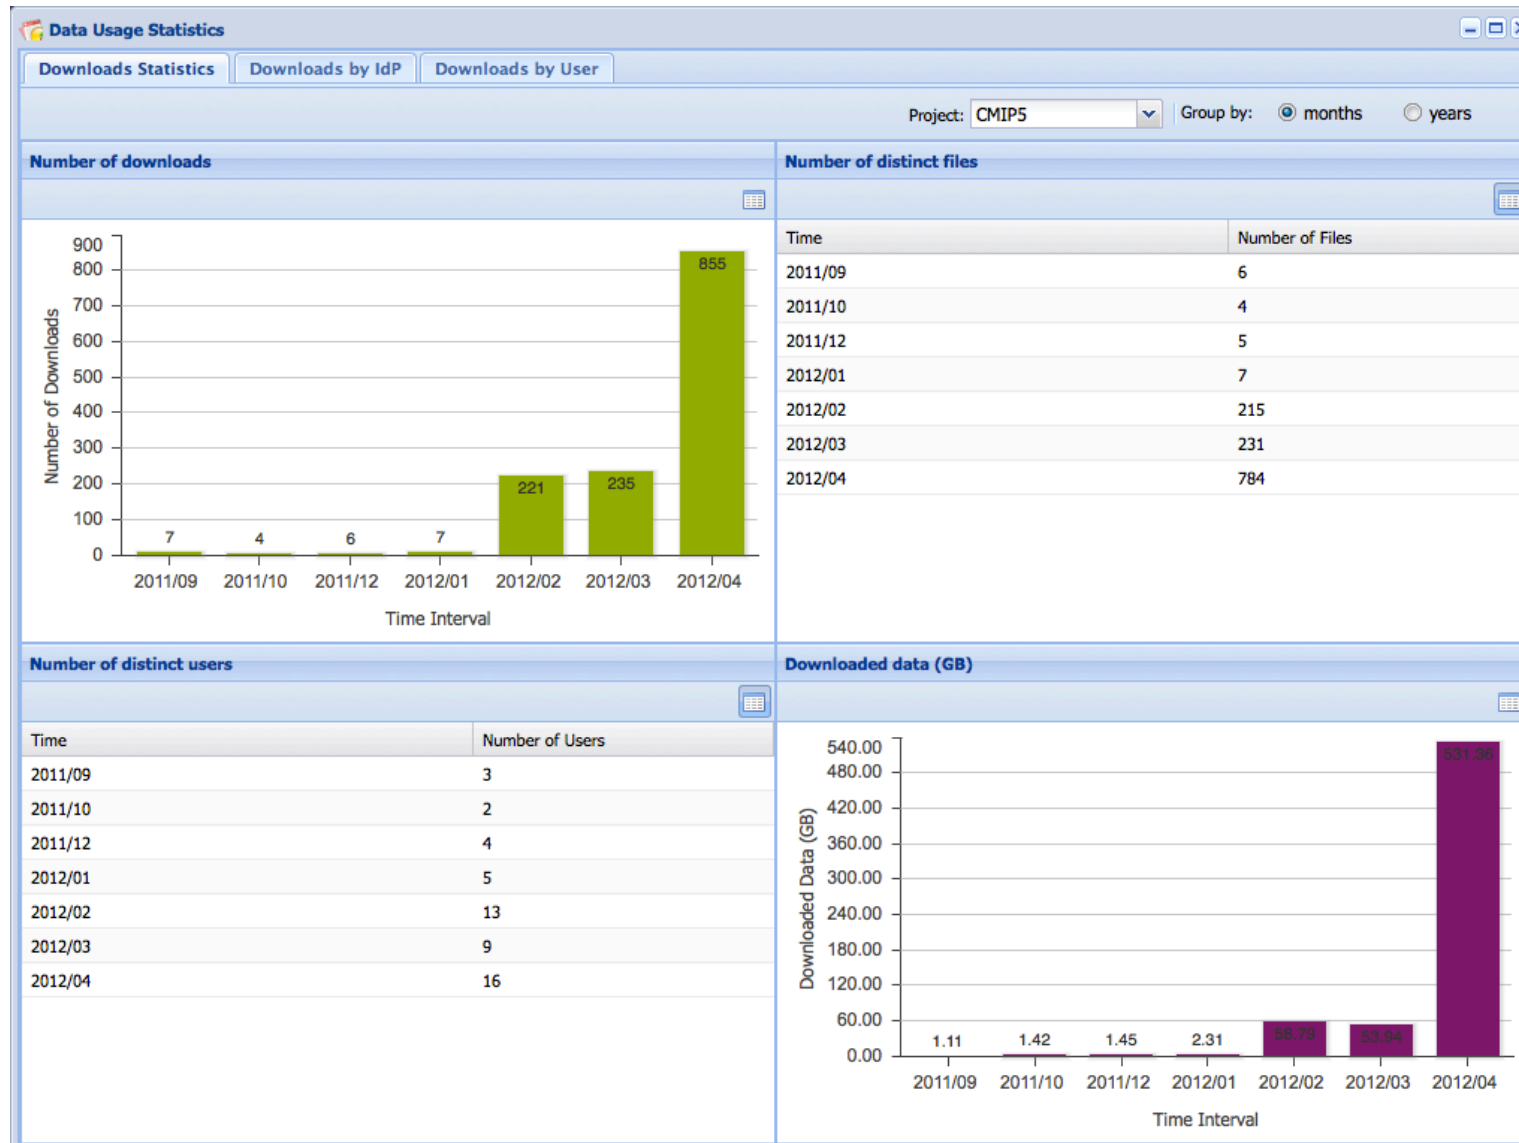 Data Usage Statistics
Downloads Statistics Downloads by IdP Downloads by User
Project: CMIP5 Group by: months years
Number of downloads
900
800
700
600
500
400
300
200
100
0
Number of Downloads
7 4 6 7 221 235 855
2011/09 2011/10 2011/12 2012/01 2012/02 2012/03 2012/04
Time Interval
Number of distinct files
Time Number of Files
2011/09 6
2011/10 4
2011/12 5
2012/01 7
2012/02 215
2012/03 231
2012/04 784
Number of distinct users
Time Number of Users
2011/09 3
2011/10 2
2011/12 4
2012/01 5
2012/02 13
2012/03 9
2012/04 16
Downloaded data (GB)
540.00
480.00
420.00
360.00
300.00
240.00
180.00
120.00
60.00
0.00
Downloaded Data (GB)
1.11 1.42 1.45 2.31 58.79 53.94 531.36
2011/09 2011/10 2011/12 2012/01 2012/02 2012/03 2012/04
Time Interval